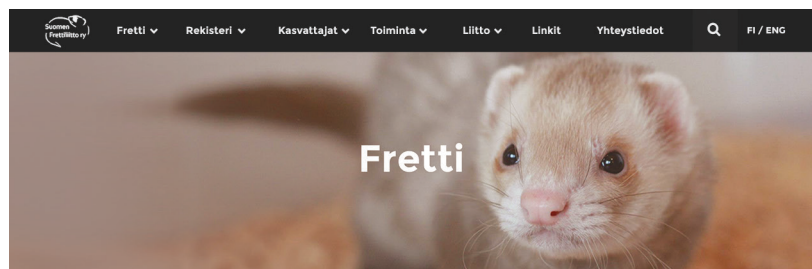 Suomen
Frettiliitto ry
Fretti
Rekisteri
Kasvattajat
Toiminta
Liitto
Linkit
Yhteystiedot
FI / ENG
Fretti